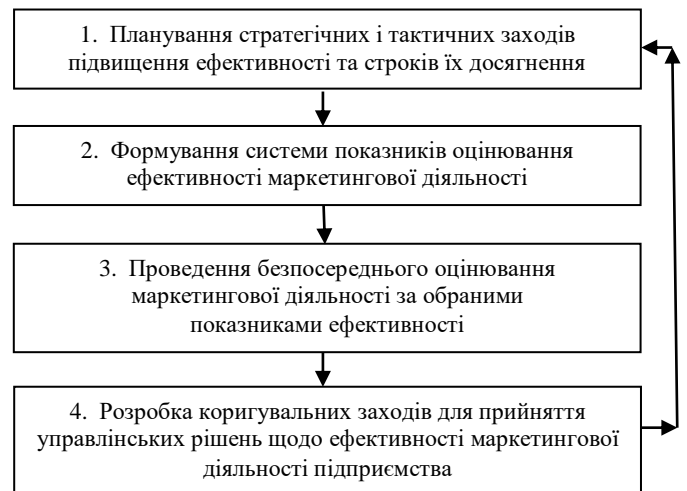 1. Планування стратегічних і тактичних заходів
підвищення ефективності та строків їх досягнення
2. Формування системи показників оцінювання
ефективності маркетингової діяльності
3. Проведення безпосереднього оцінювання
маркетингової діяльності за обраними
показниками ефективності
4. Розробка коригувальних заходів для прийняття
управлінських рішень щодо ефективності маркетингової
діяльності підприємства